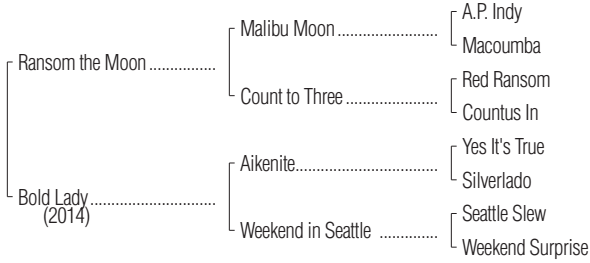 A.P. Indy
Malibu Moon
Macoumba
Ransom the Moon
Red Ransom
Count to Three
Countus In
Yes It's True
Aikenite
Silverlado
Bold Lady
(2014)
Seattle Slew
Weekend in Seattle
Weekend Surprise